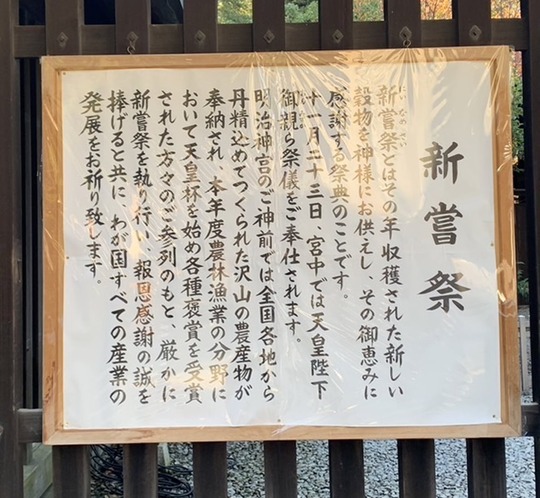 新嘗祭
新嘗祭とはその年収穫された新しい
穀物を神様にお供えし、その御恵みに
感謝する祭典のことです。
十一月二十三日、宮中では天皇陛下
御親ら祭儀をご奉仕されます。
明治神宮のご神前では全国各地から
丹精込めてつくられた沢山の農産物が
奉納され、本年度農林漁業の分野に
おいて天皇杯を始め各種褒賞を受賞
された方々のご参列のもと、厳かに
新嘗祭を執り行い、報恩感謝の誠を
捧げると共に、わが国すべての産業の
発展をお祈り致します。